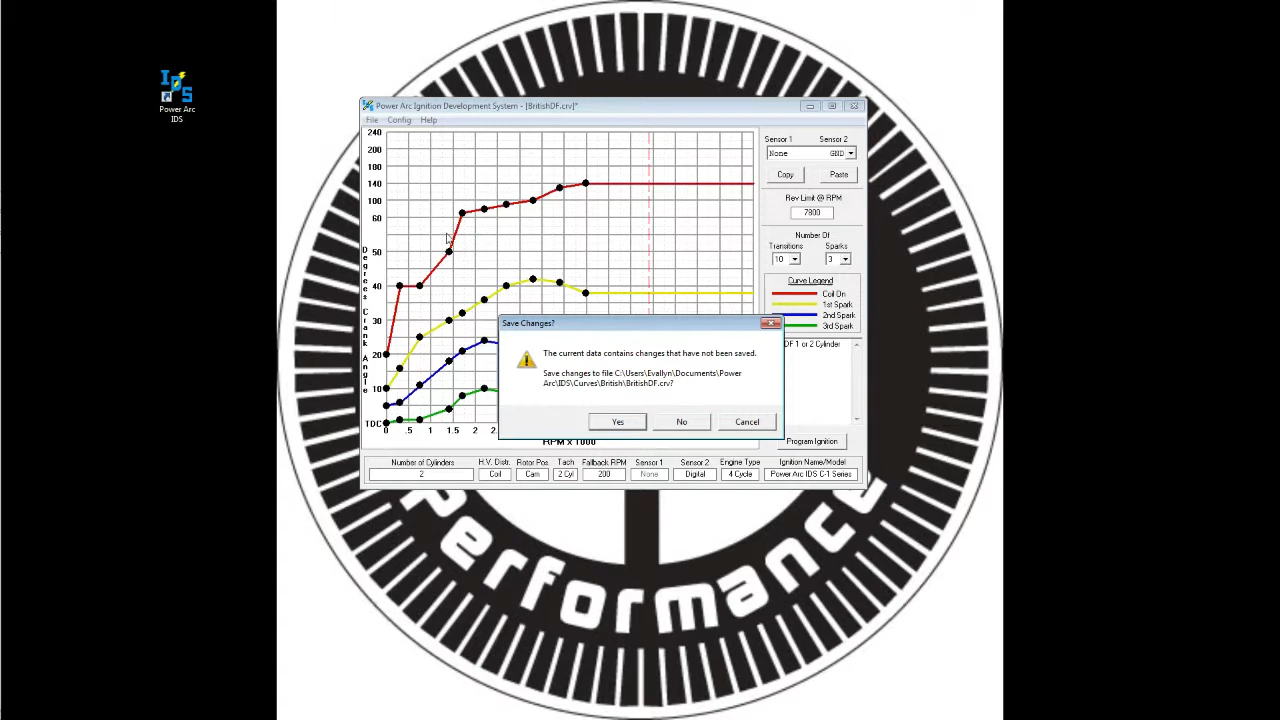 IDS
Power Arc
IDS
Power Arc Ignition Development System - [BritishDF.crv]*
File Config Help
240
200
180
140
100
60
50
40
30
20
10
TDC
Degrees Crank Angle
0 .5 1 1.5 2 2.
RPM x 1000
Sensor 1 Sensor 2
None GND
Copy Paste
Rev Limit @ RPM
7800
Number Of
Transitions Sparks
10 3
Curve Legend
Coil On
1st Spark
2nd Spark
3rd Spark
DF 1 or 2 Cylinder
Program Ignition
Save Changes?
The current data contains changes that have not been saved.
Save changes to file C:\Users\Evallyn\Documents\Power
Arc\IDS\Curves\British\BritishDF.crv?
Yes No Cancel
Number of Cylinders H.V. Distr. Rotor Pos. Tach Fallback RPM Sensor 1 Sensor 2 Engine Type Ignition Name/Model
2 Coil Cam 2 Cyl 200 None Digital 4 Cycle Power Arc IDS C-1 Series
Performance